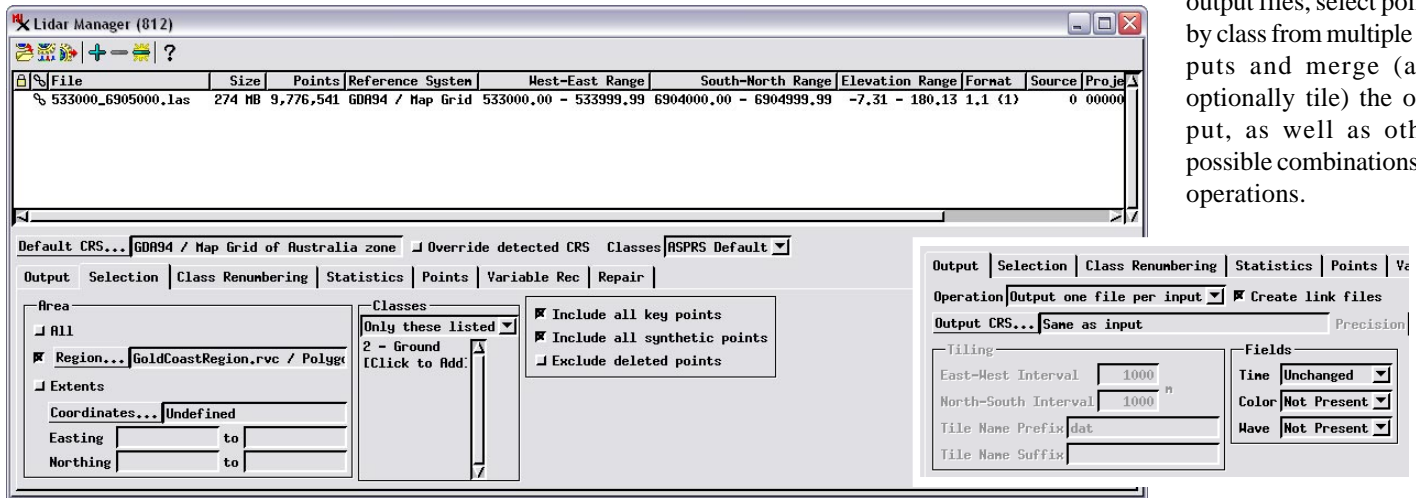 Lidar Manager (812)
File Size Points Reference System West-East Range South-North Range Elevation Range Format Source Proje
533000_6905000.las 274 MB 9,776,541 GDA94 / Map Grid 533000.00 - 533999.99 6904000.00 - 6904999.99 -7.31 - 180.13 1.1 (1) 0 00000
Default CRS... GDA94 / Map Grid of Australia zone Override detected CRS Classes ASPRS Default
Output Selection Class Renumbering Statistics Points Variable Rec Repair
Area
All
Region... GoldCoastRegion.rvc / Polyg
Extents
Coordinates... Undefined
Easting to
Northing to
Classes
Only these listed
2 - Ground
[Click to Add]
Include all key points
Include all synthetic points
Exclude deleted points
output files, select poi
by class from multiple
puts and merge (a
optionally tile) the o
put, as well as oth
possible combinations
operations.
Output Selection Class Renumbering Statistics Points Va
Operation Output one file per input Create link files
Output CRS... Same as input Precision
Tiling
East-West Interval 1000
m
North-South Interval 1000
Tile Name Prefix dat
Tile Name Suffix
Fields
Time Unchanged
Color Not Present
Wave Not Present